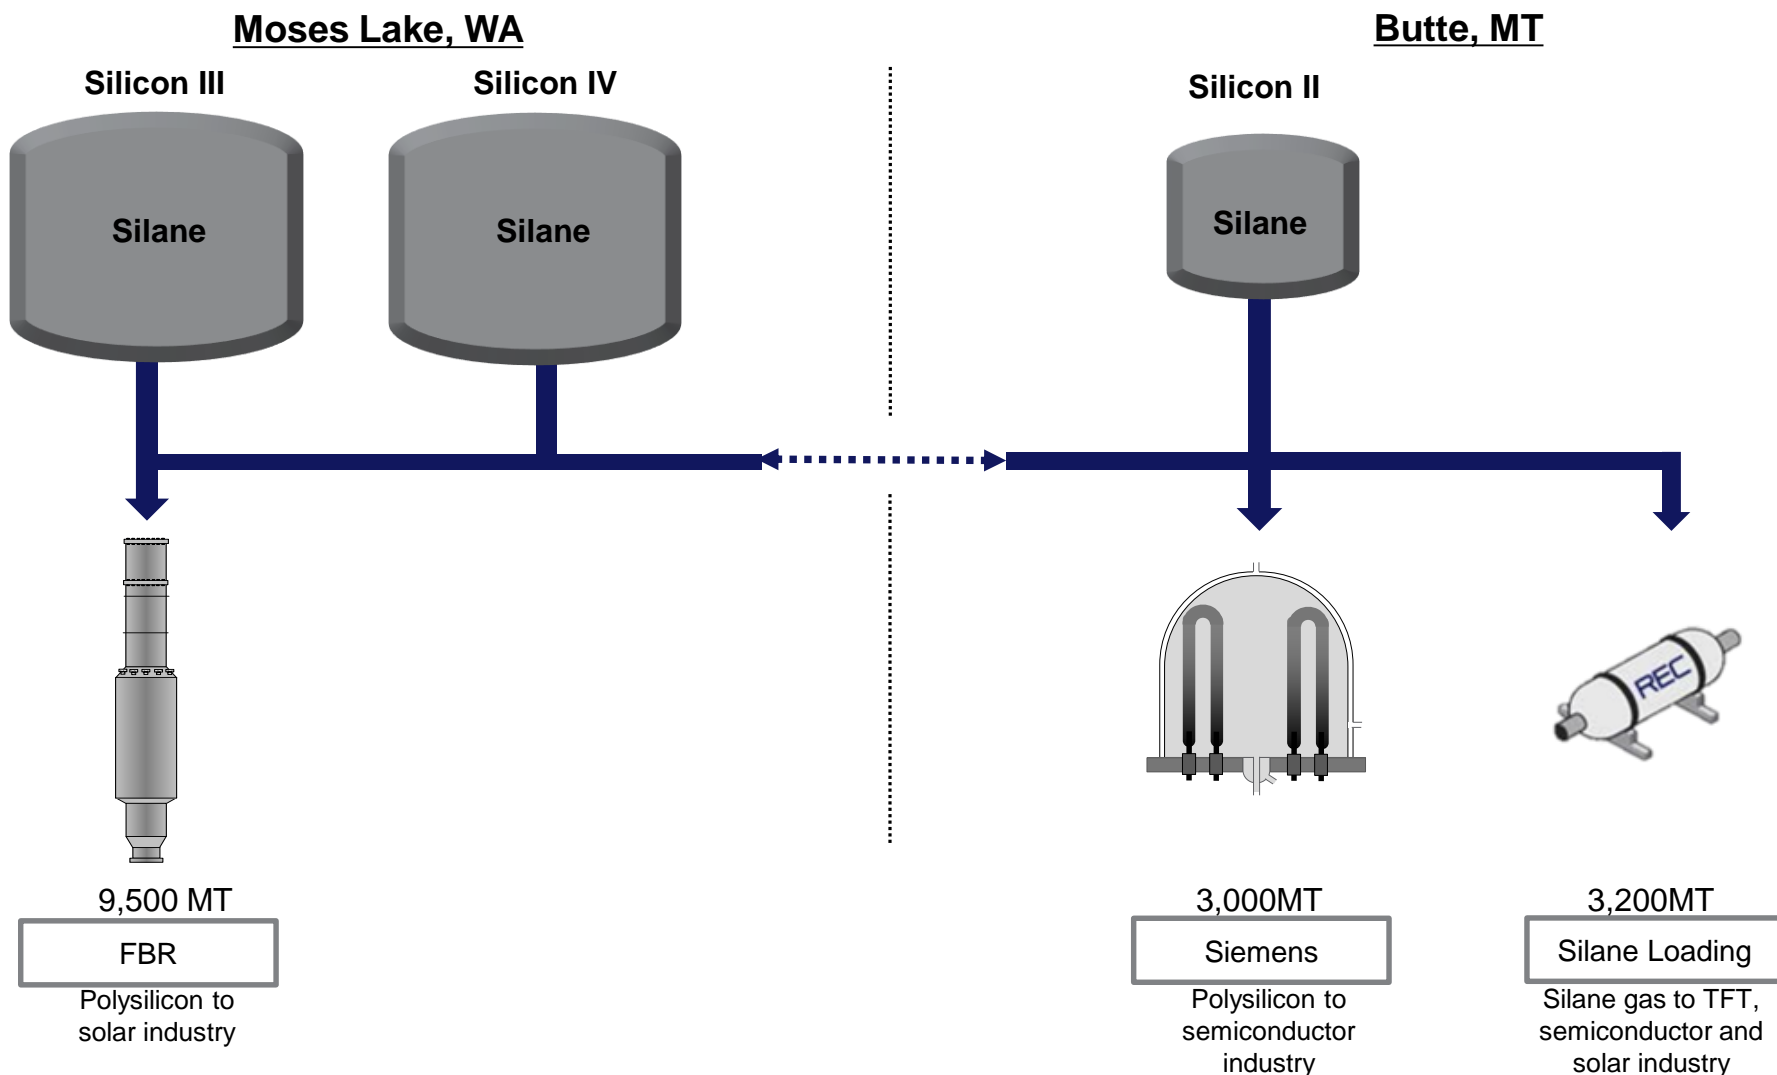 Moses Lake, WA
Silicon III
Silicon IV
Silane
Silane
9,500 MT
FBR
Polysilicon to
solar industry
Butte, MT
Silicon II
Silane
REC
3,000MT
Siemens
Polysilicon to
semiconductor
industry
3,200MT
Silane Loading
Silane gas to TFT,
semiconductor and
solar industry